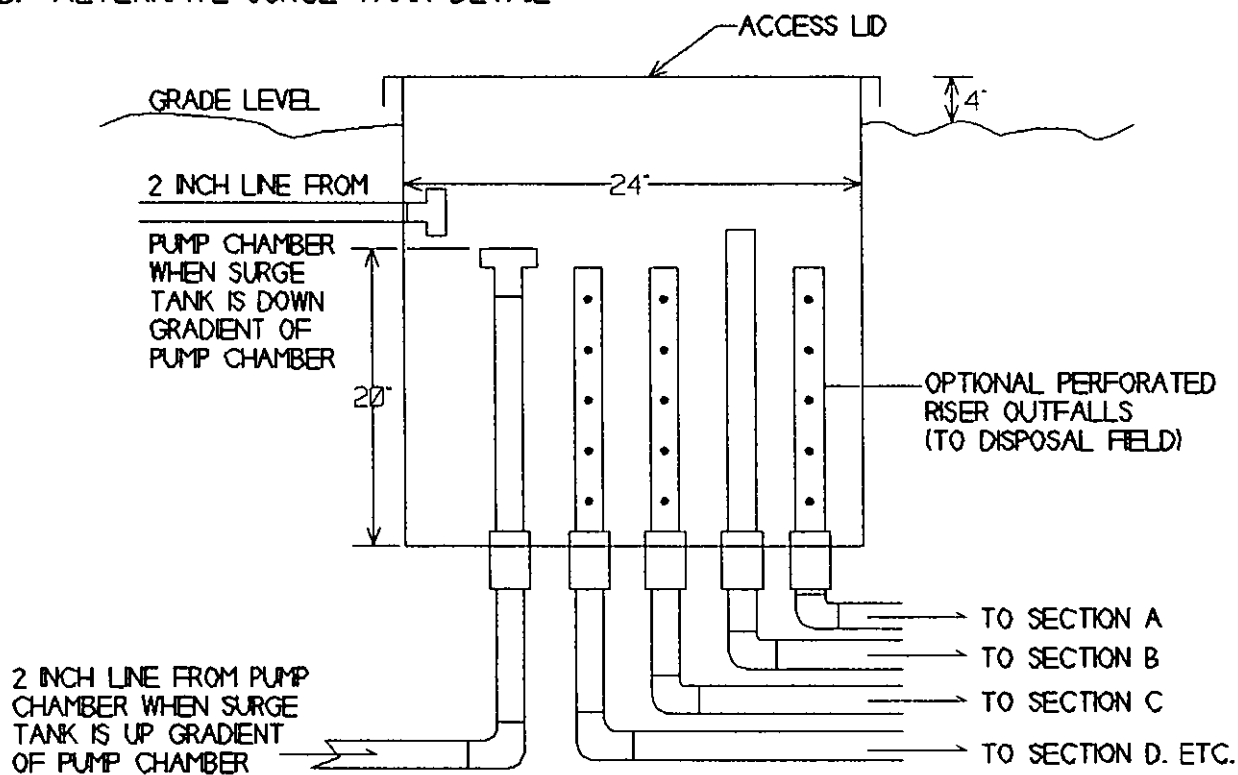 ACCESS LID
GRADE LEVEL
4"
2 INCH LINE FROM
24"
PUMP CHAMBER
WHEN SURGE
TANK IS DOWN
GRADIENT OF
PUMP CHAMBER
20"
OPTIONAL PERFORATED
RISER OUTFALLS
(TO DISPOSAL FIELD)
TO SECTION A
TO SECTION B
TO SECTION C
TO SECTION D. ETC.
2 INCH LINE FROM PUMP
CHAMBER WHEN SURGE
TANK IS UP GRADIENT
OF PUMP CHAMBER